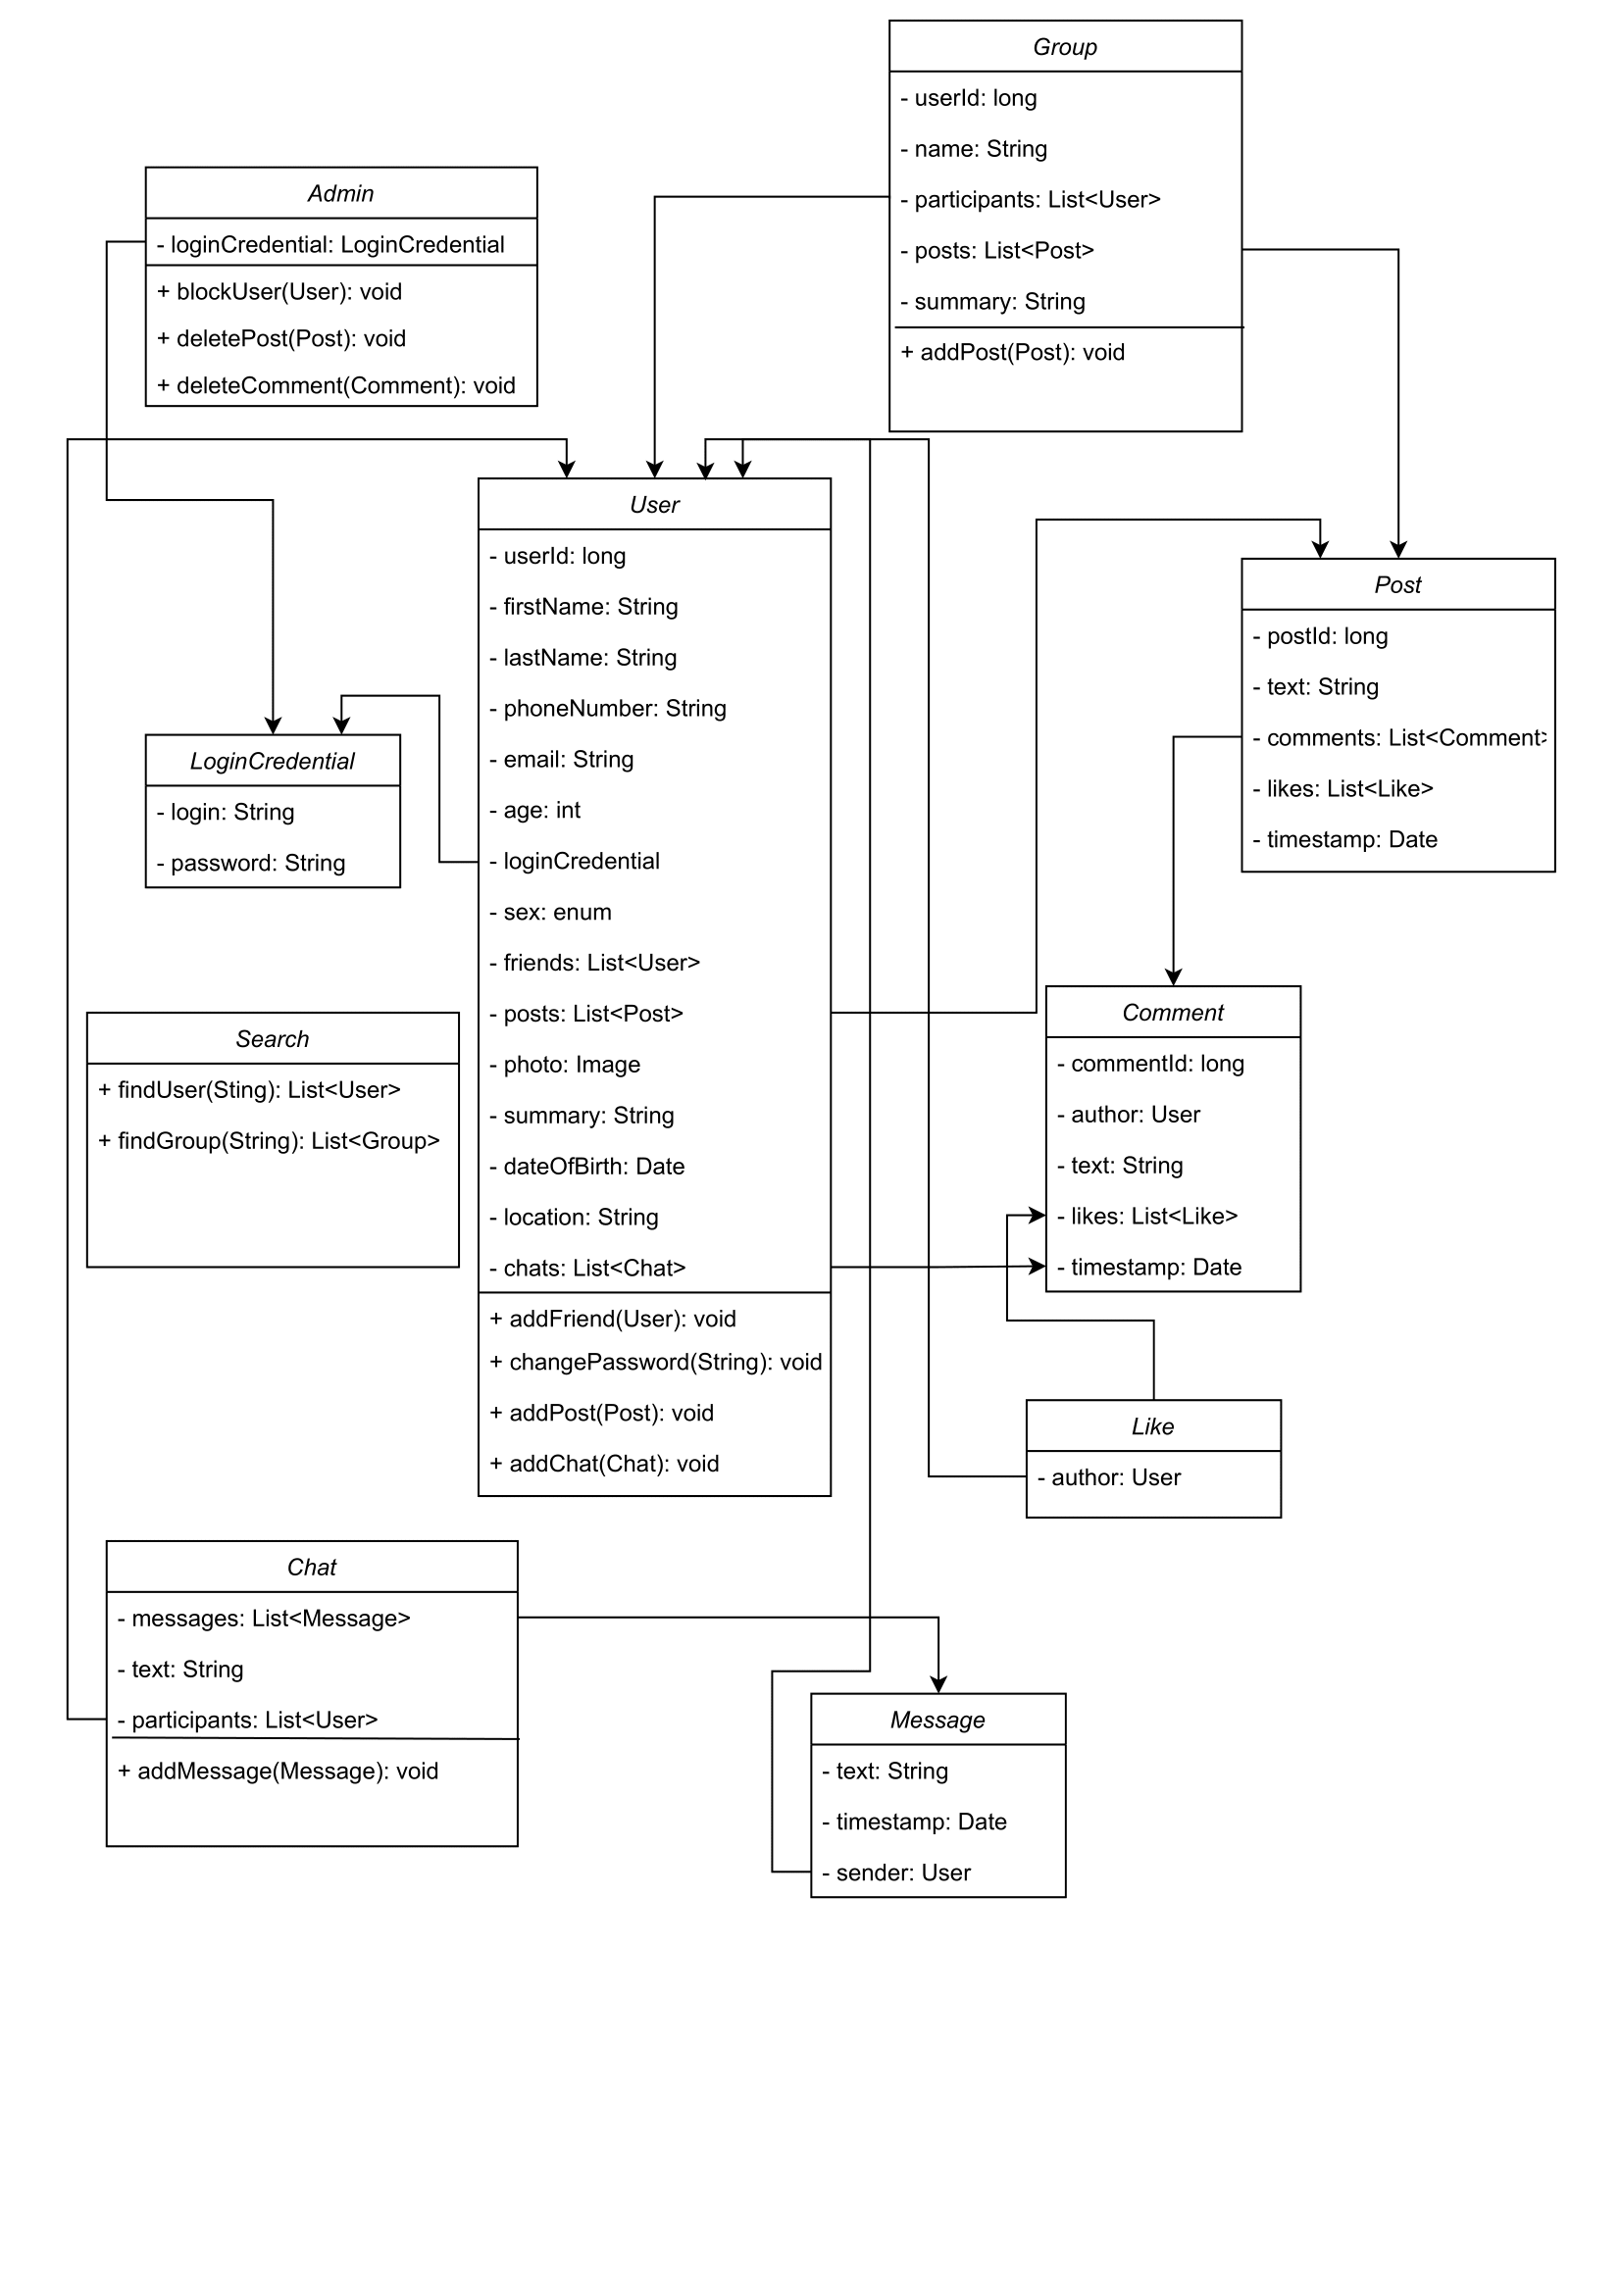 Group
- userId: long
- name: String
- participants: List<User>
- posts: List<Post>
- summary: String
+ addPost(Post): void
Admin
- loginCredential: LoginCredential
+ blockUser(User): void
+ deletePost(Post): void
+ deleteComment(Comment): void
User
- userId: long
- firstName: String
- lastName: String
- phoneNumber: String
- email: String
- age: int
- loginCredential
- sex: enum
- friends: List<User>
- posts: List<Post>
- photo: Image
- summary: String
- dateOfBirth: Date
- location: String
- chats: List<Chat>
+ addFriend(User): void
+ changePassword(String): void
+ addPost(Post): void
+ addChat(Chat): void
Post
- postId: long
- text: String
- comments: List<Comment>
- likes: List<Like>
- timestamp: Date
LoginCredential
- login: String
- password: String
Search
+ findUser(Sting): List<User>
+ findGroup(String): List<Group>
Comment
- commentId: long
- author: User
- text: String
- likes: List<Like>
- timestamp: Date
Like
- author: User
Chat
- messages: List<Message>
- text: String
- participants: List<User>
+ addMessage(Message): void
Message
- text: String
- timestamp: Date
- sender: User